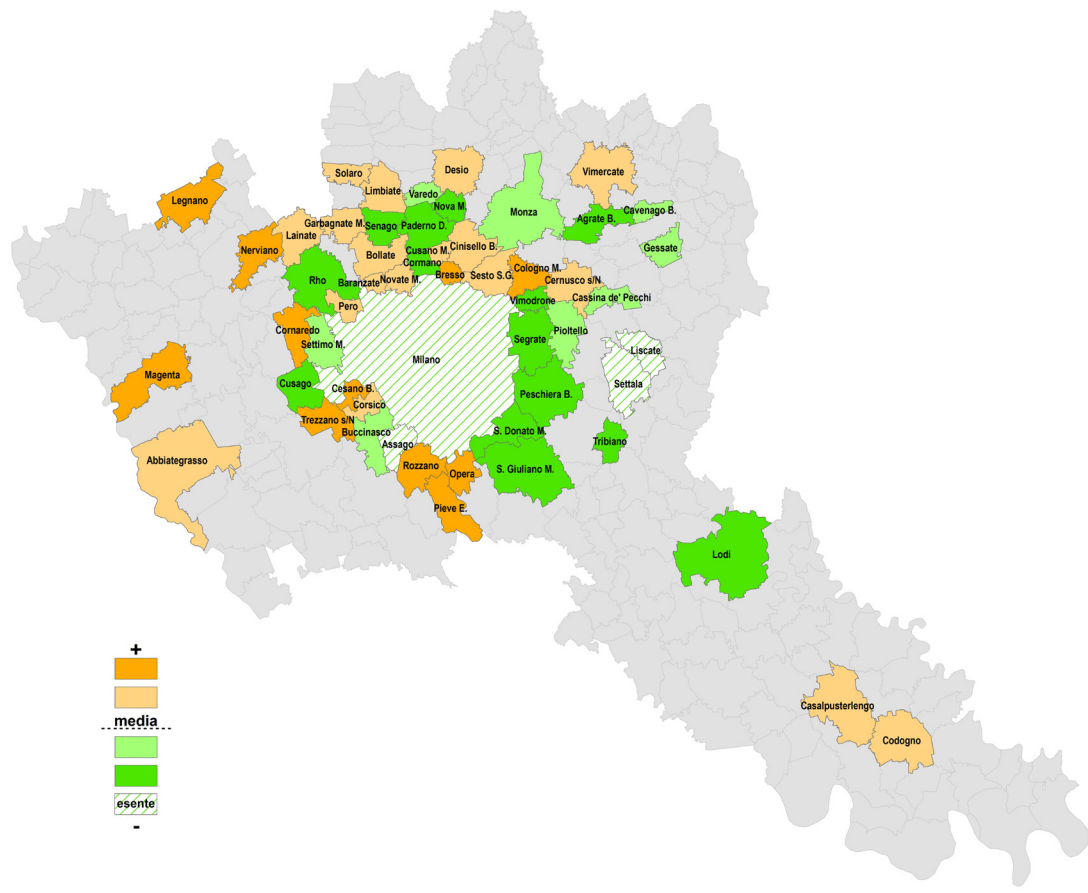 Solaro
Desio
Vimercate
Limbiate
Legnano
Varedo
Nova M.
Monza
Agrate B.
Cavenago B.
Garbagnate M.
Senago
Paderno D.
Lainate
Nerviano
Bollate
Cusano M.
Cinisello B.
Gessate
Cormano
Rho
Baranzate
Novate M.
Bresso
Sesto S.G.
Cologno M.
Cernusco s/N
Pero
Vimodrone
Cassina de' Pecchi
Cornaredo
Settimo M.
Milano
Segrate
Pioltello
Liscate
Settala
Magenta
Cusago
Cesano B.
Corsico
Peschiera B.
Trezzano s/N
Buccinasco
Assago
S. Donato M.
Tribiano
Abbiategrasso
Rozzano
Opera
S. Giuliano M.
Pieve E.
Lodi
Casalpusterlengo
Codogno
+
media
esente
-